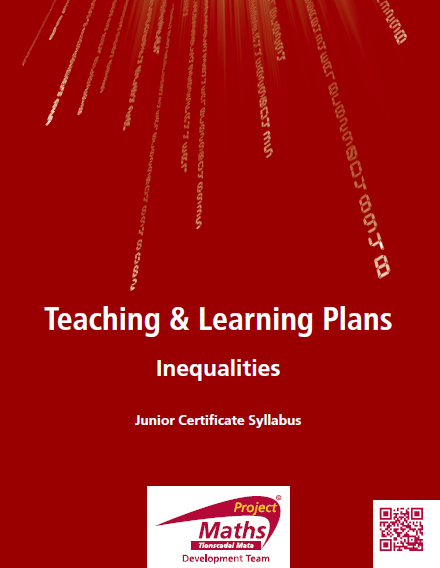 Teaching & Learning Plans
Inequalities
Junior Certificate Syllabus
Project ®
Maths
Tionscadal Mata
Development Team